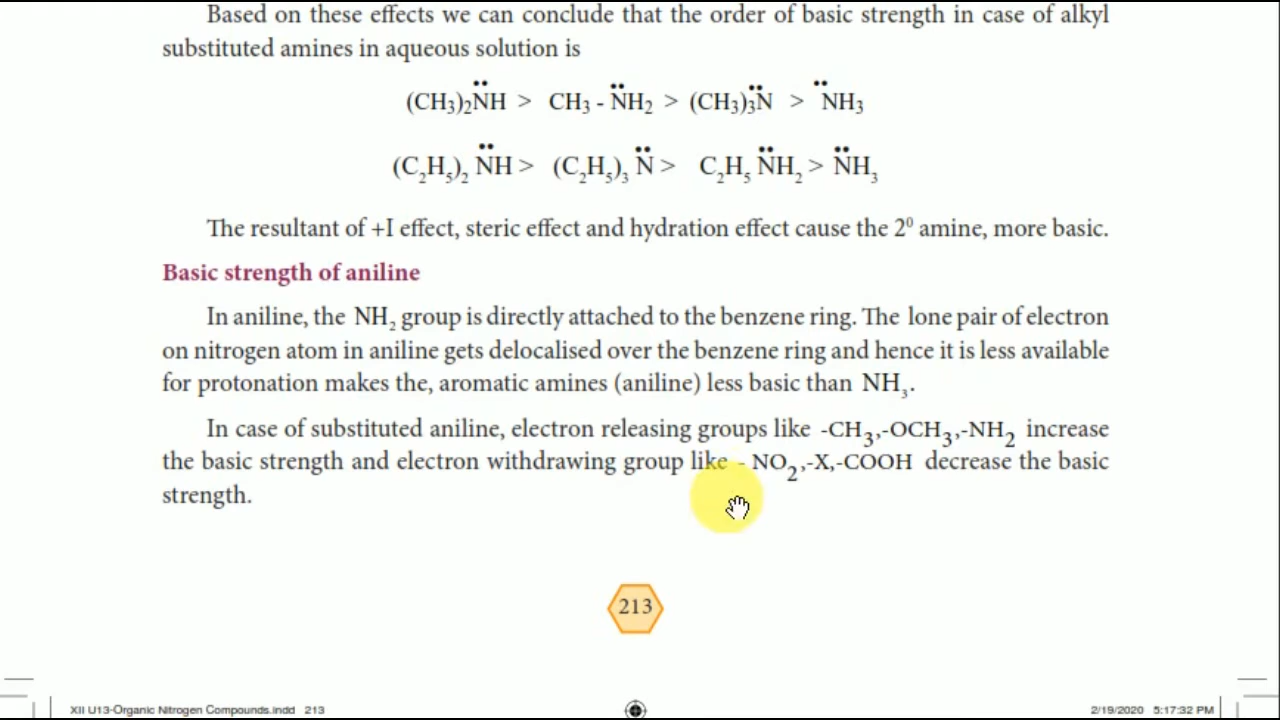 Based on these effects we can conclude that the order of basic strength in case of alkyl
substituted amines in aqueous solution is
(CH₃)₂N̈H > CH₃ - N̈H₂ > (CH₃)₃N̈ > N̈H₃
(C₂H₅)₂ N̈H > (C₂H₅)₃ N̈ > C₂H₅ N̈H₂ > N̈H₃
The resultant of +I effect, steric effect and hydration effect cause the 2⁰ amine, more basic.
Basic strength of aniline
In aniline, the NH₂ group is directly attached to the benzene ring. The lone pair of electron
on nitrogen atom in aniline gets delocalised over the benzene ring and hence it is less available
for protonation makes the, aromatic amines (aniline) less basic than NH₃.
In case of substituted aniline, electron releasing groups like -CH₃,-OCH₃,-NH₂ increase
the basic strength and electron withdrawing group like - NO₂,-X,-COOH decrease the basic
strength.
213
XII U13-Organic Nitrogen Compounds.indd 213
2/19/2020 5:17:32 PM